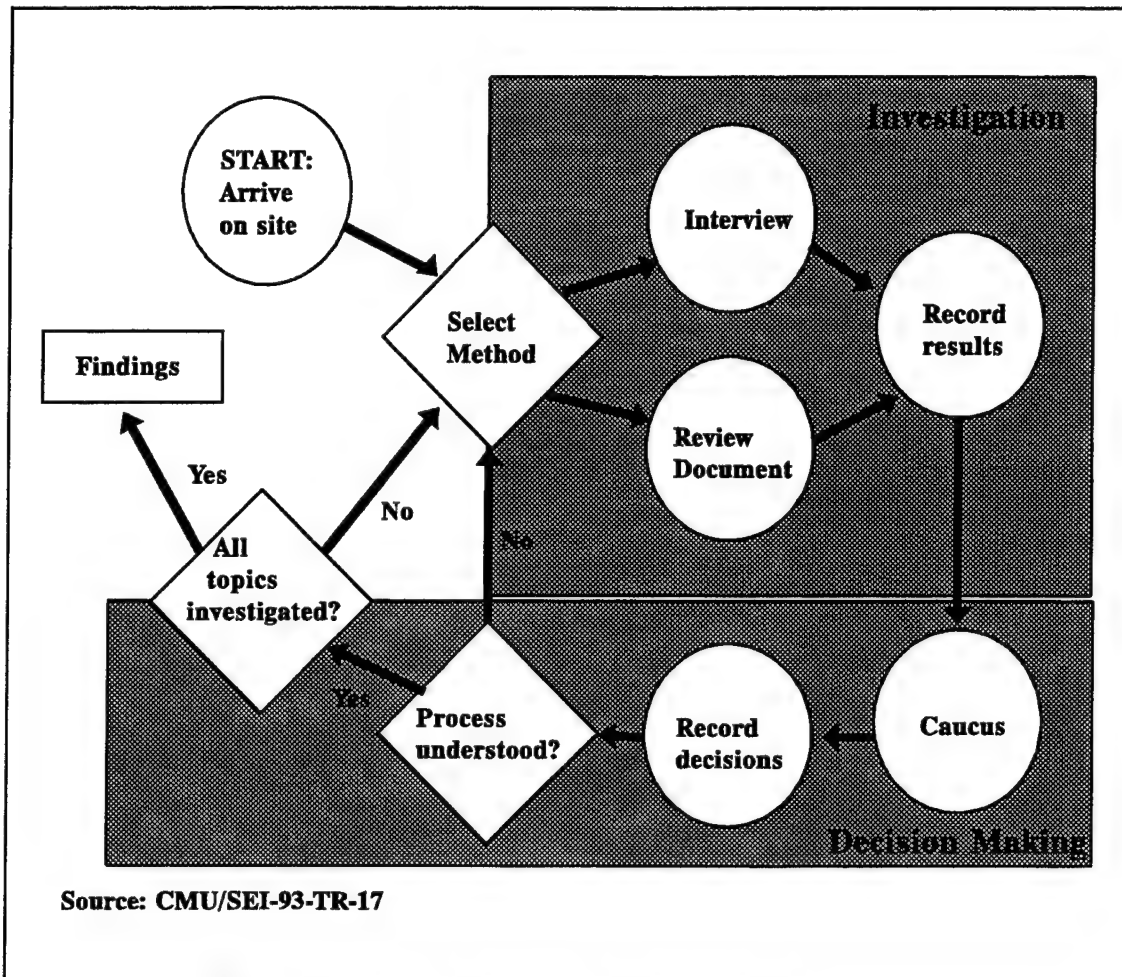 Investigation
START:
Arrive
on site
Interview
Select
Method
Record
results
Findings
Review
Document
Yes
No
No
All
topics
investigated?
Yes
Process
understood?
Record
decisions
Caucus
Decision Making
Source: CMU/SEI-93-TR-17